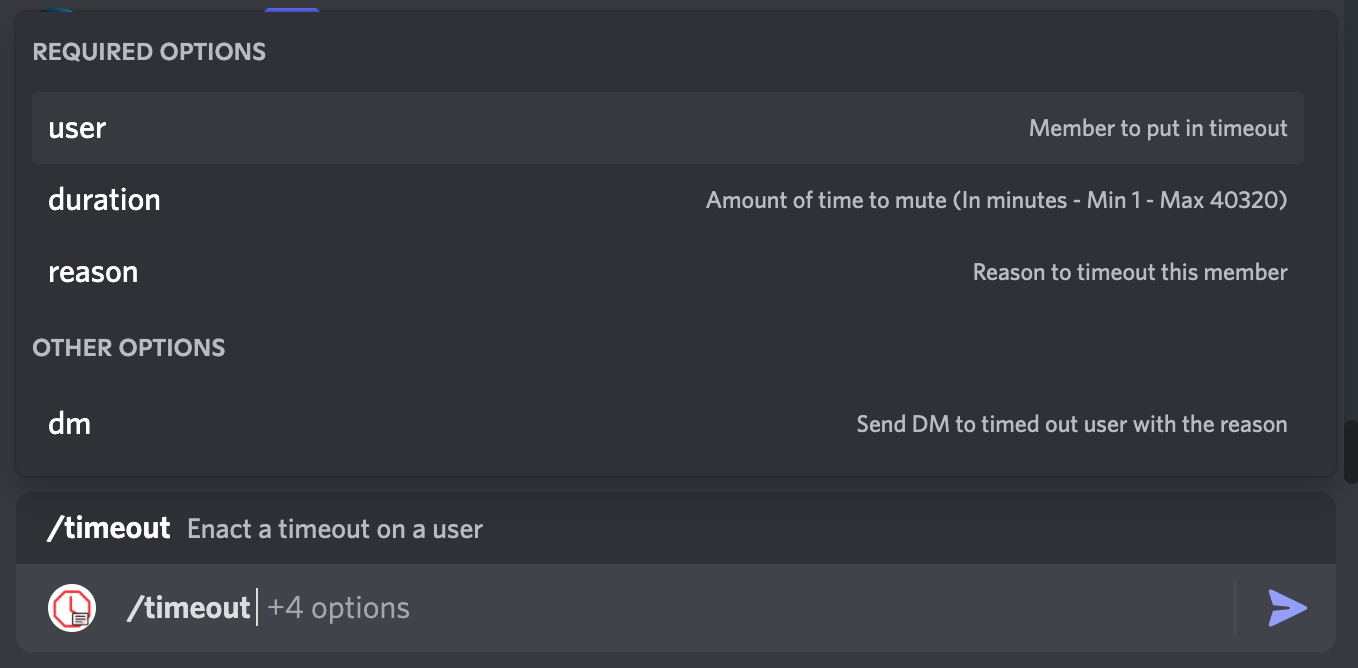 REQUIRED OPTIONS
user Member to put in timeout
duration Amount of time to mute (In minutes - Min 1 - Max 40320)
reason Reason to timeout this member
OTHER OPTIONS
dm Send DM to timed out user with the reason
/timeout Enact a timeout on a user
/timeout +4 options